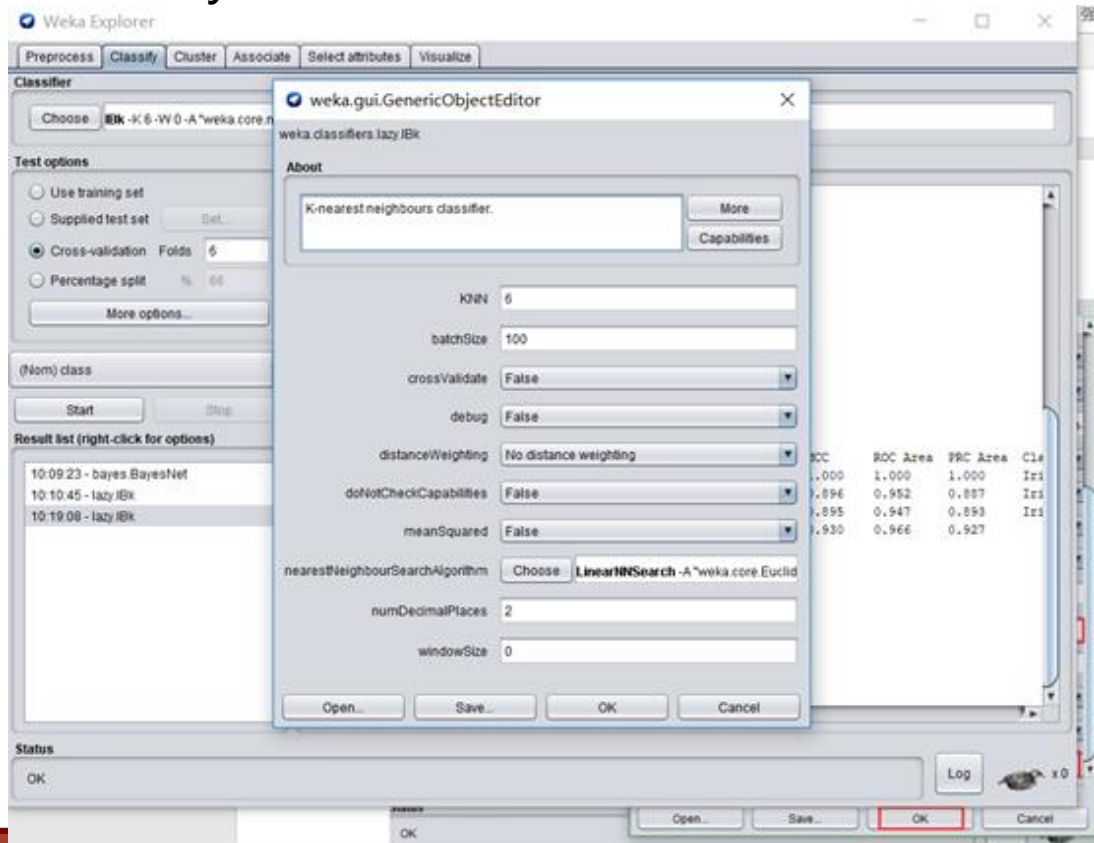 Weka Explorer
Preprocess Classify Cluster Associate Select attributes Visualize
Classifier
Choose IBk -K 6 -W 0 -A "weka.core.n
Test options
Use training set
Supplied test set Set...
Cross-validation Folds 6
Percentage split % 66
More options...
(Nom) class
Start Stop
Result list (right-click for options)
10:09:23 - bayes.BayesNet
10:10:45 - lazy.IBk
10:19:08 - lazy.IBk
weka.gui.GenericObjectEditor
weka.classifiers.lazy.IBk
About
K-nearest neighbours classifier.
More
Capabilities
KNN 6
batchSize 100
crossValidate False
debug False
distanceWeighting No distance weighting
doNotCheckCapabilities False
meanSquared False
nearestNeighbourSearchAlgorithm Choose LinearNNSearch -A "weka.core.Euclid
numDecimalPlaces 2
windowSize 0
Open... Save... OK Cancel
ROC Area PRC Area Cla
.000 1.000 1.000 Iri
.896 0.952 0.887 Iri
.895 0.947 0.893 Iri
.930 0.966 0.927
Status
OK
Log x 0
Open... Save... OK Cancel
Status
OK